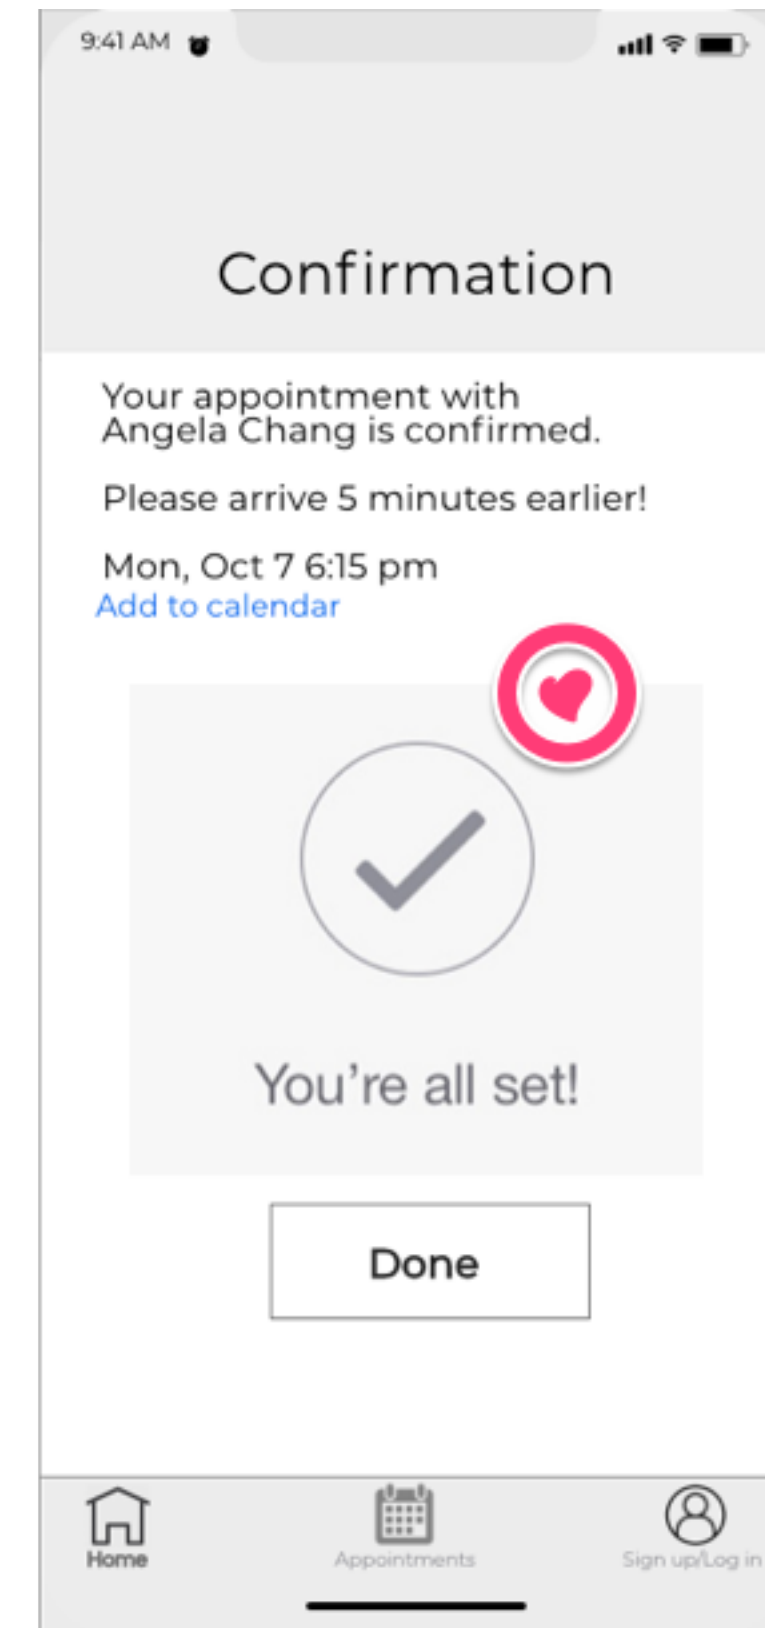 9:41 AM
Confirmation
Your appointment with
Angela Chang is confirmed.
Please arrive 5 minutes earlier!
Mon, Oct 7 6:15 pm
Add to calendar
You're all set!
Done
Home
Appointments
Sign up/Log in